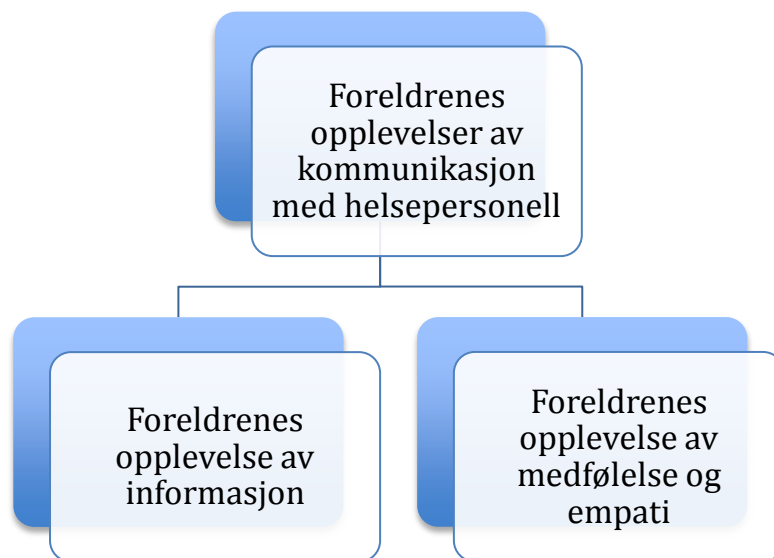 Foreldrenes
opplevelser av
kommunikasjon
med helsepersonell
Foreldrenes
opplevelse av
informasjon
Foreldrenes
opplevelse av
medfølelse og
empati